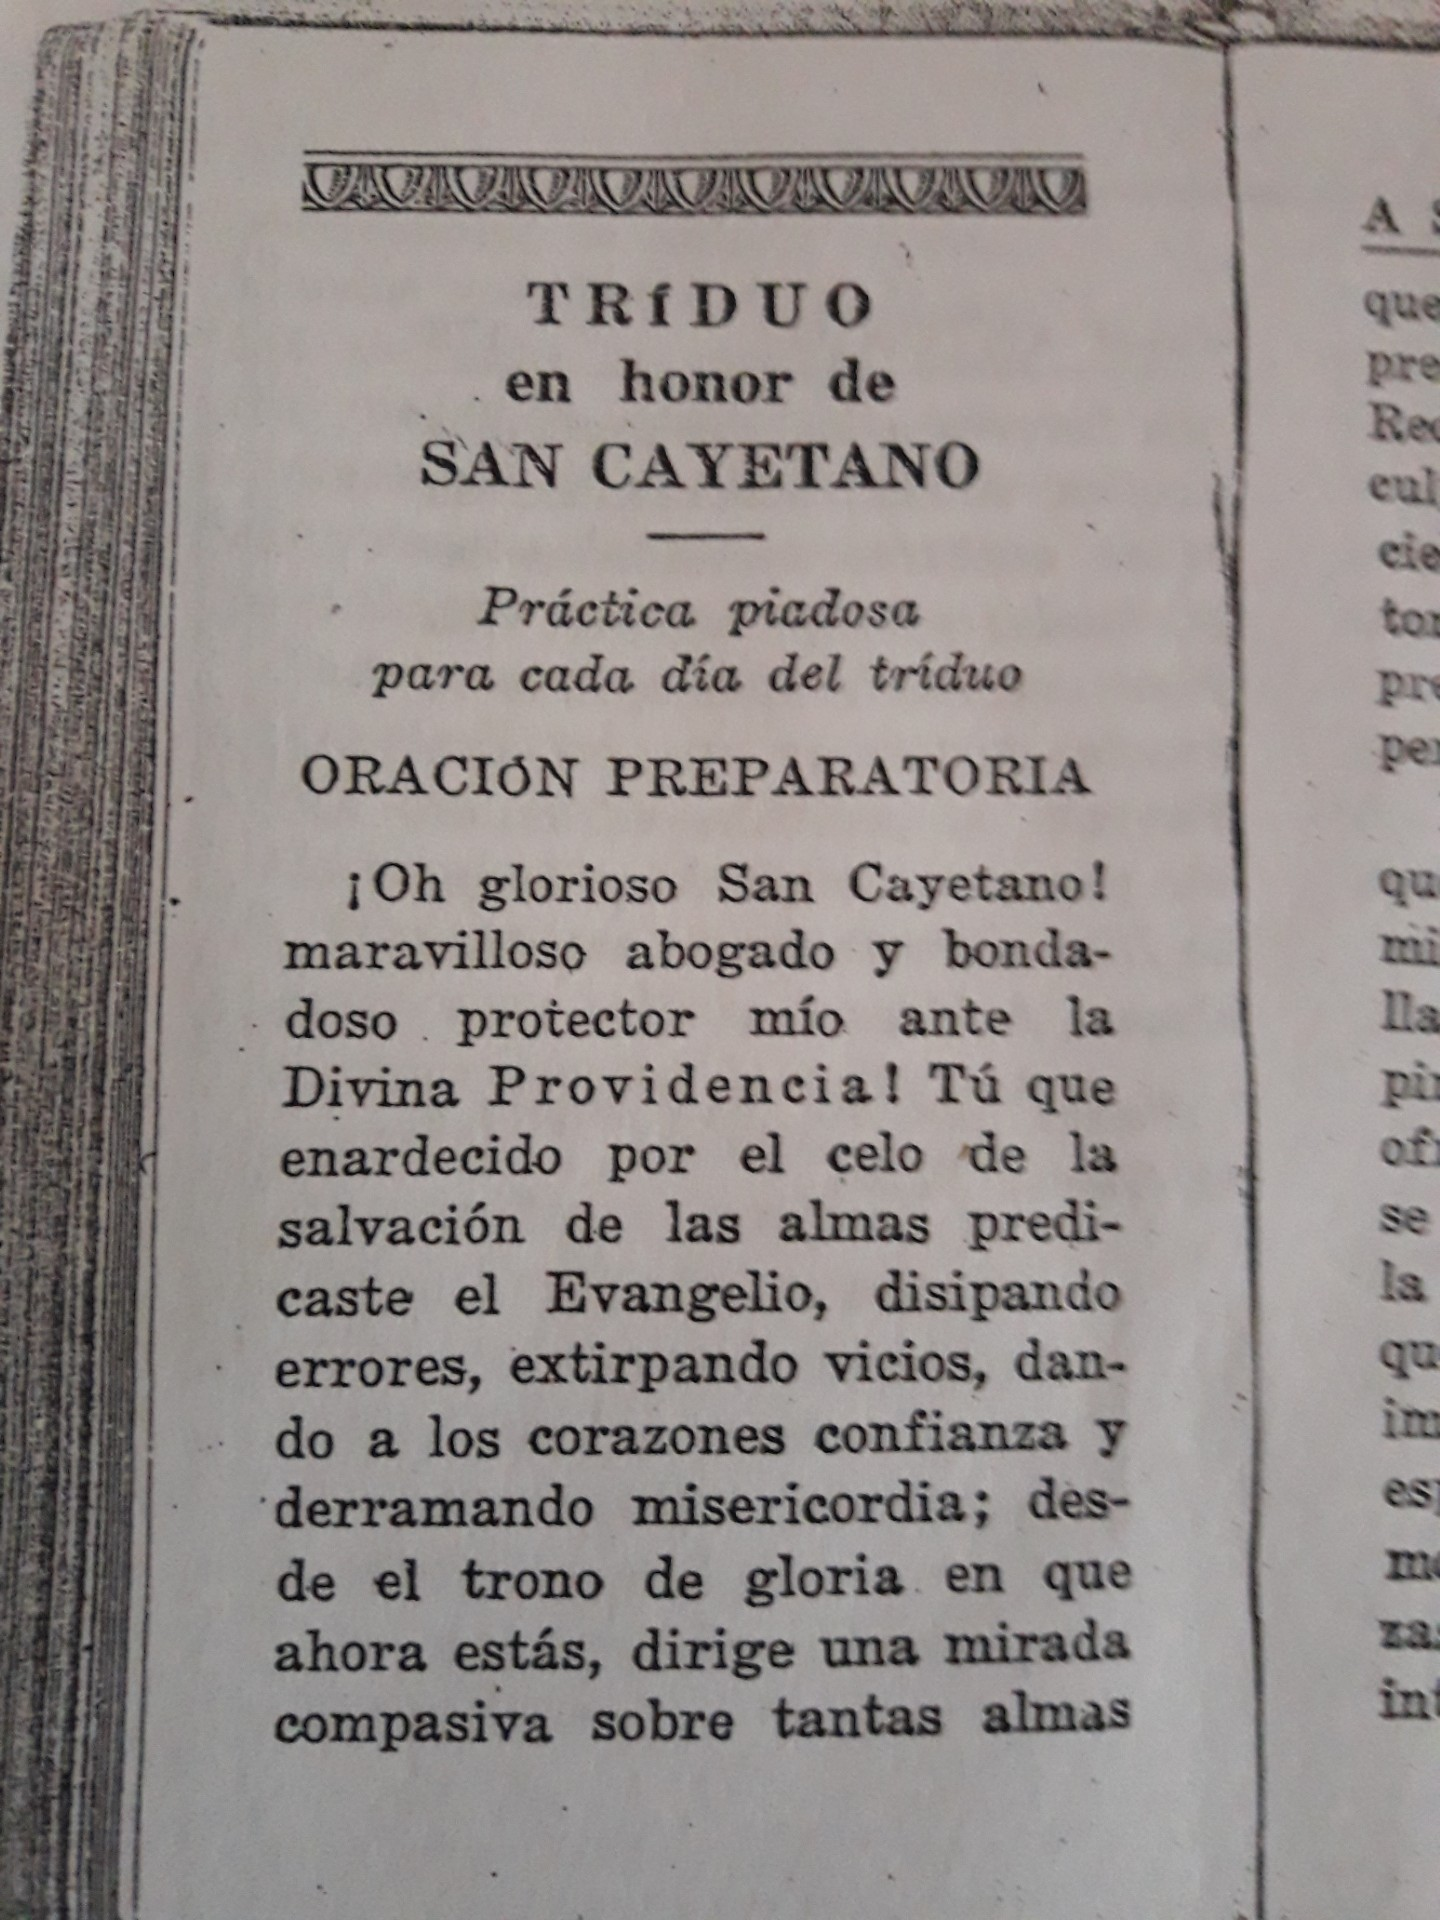 TRÍDUO
en honor de
SAN CAYETANO
Práctica piadosa
para cada día del tríduo
ORACIÓN PREPARATORIA
¡Oh glorioso San Cayetano!
maravilloso abogado y bonda-
doso protector mío ante la
Divina Providencia! Tú que
enardecido por el celo de la
salvación de las almas predi-
caste el Evangelio, disipando
errores, extirpando vicios, dan-
do a los corazones confianza y
derramando misericordia; des-
de el trono de gloria en que
ahora estás, dirige una mirada
compasiva sobre tantas almas
A
que
se
la